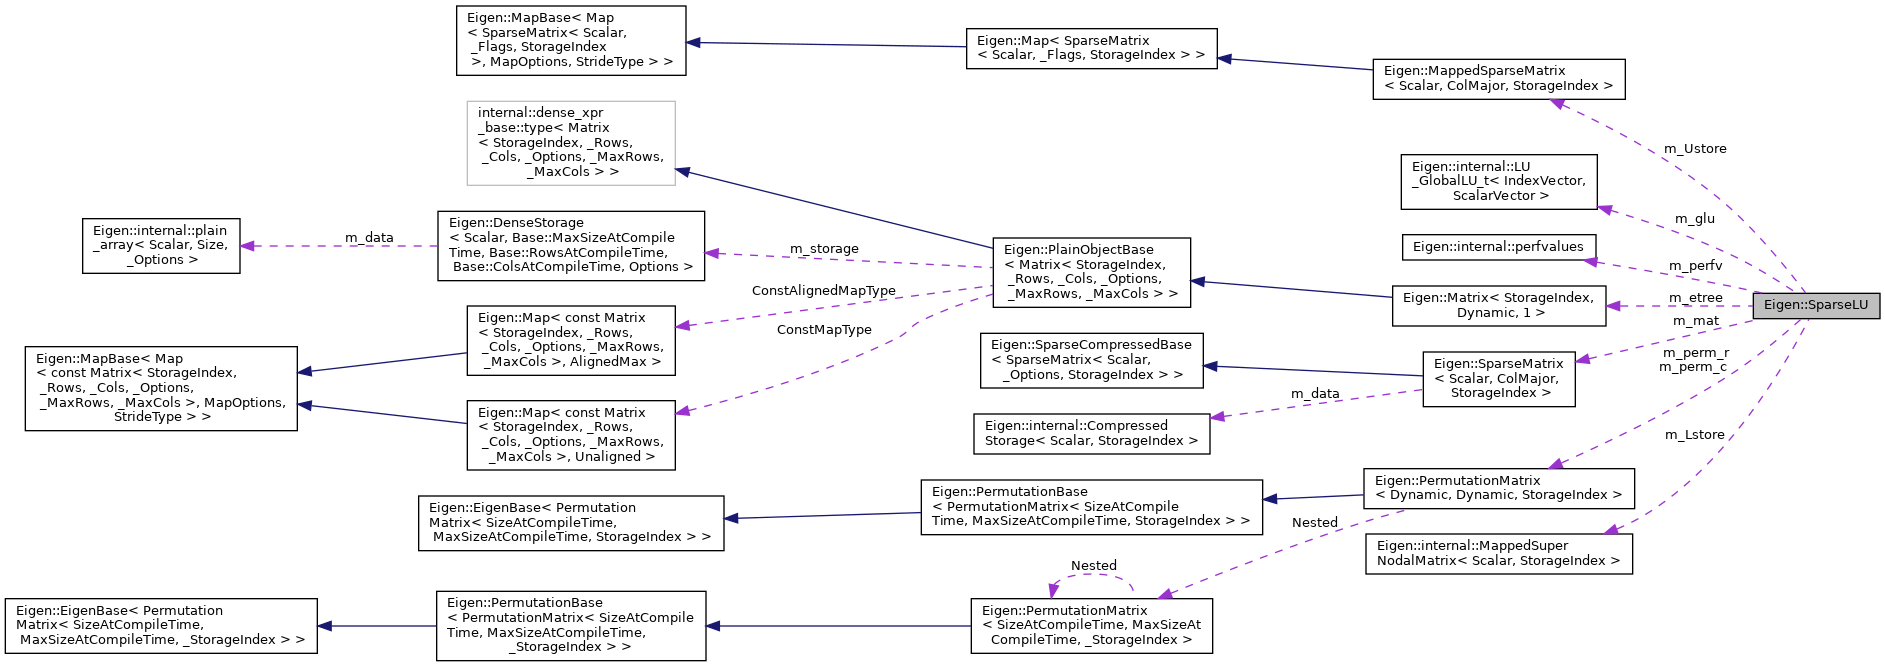 Eigen::MapBase< Map
< SparseMatrix< Scalar,
_Flags, StorageIndex
>, MapOptions, StrideType > >
Eigen::Map< SparseMatrix
< Scalar, _Flags, StorageIndex > >
Eigen::MappedSparseMatrix
< Scalar, ColMajor, StorageIndex >
internal::dense_xpr
_base::type< Matrix
< StorageIndex, _Rows,
_Cols, _Options, _MaxRows,
_MaxCols > >
m_Ustore
Eigen::internal::LU
_GlobalLU_t< IndexVector,
ScalarVector >
m_glu
Eigen::internal::plain
_array< Scalar, Size,
_Options >
m_data
Eigen::DenseStorage
< Scalar, Base::MaxSizeAtCompile
Time, Base::RowsAtCompileTime,
Base::ColsAtCompileTime, Options >
m_storage
Eigen::PlainObjectBase
< Matrix< StorageIndex,
_Rows, _Cols, _Options,
_MaxRows, _MaxCols > >
Eigen::internal::perfvalues
m_perfv
ConstAlignedMapType
Eigen::Matrix< StorageIndex,
Dynamic, 1 >
m_etree
Eigen::SparseLU
m_mat
ConstMapType
Eigen::Map< const Matrix
< StorageIndex, _Rows,
_Cols, _Options, _MaxRows,
_MaxCols >, AlignedMax >
Eigen::SparseCompressedBase
< SparseMatrix< Scalar,
_Options, StorageIndex > >
Eigen::SparseMatrix
< Scalar, ColMajor,
StorageIndex >
m_perm_r
m_perm_c
Eigen::MapBase< Map
< const Matrix< StorageIndex,
_Rows, _Cols, _Options,
_MaxRows, _MaxCols >, MapOptions,
StrideType > >
m_data
Eigen::Map< const Matrix
< StorageIndex, _Rows,
_Cols, _Options, _MaxRows,
_MaxCols >, Unaligned >
Eigen::internal::Compressed
Storage< Scalar, StorageIndex >
m_Lstore
Eigen::PermutationMatrix
< Dynamic, Dynamic, StorageIndex >
Eigen::PermutationBase
< PermutationMatrix< SizeAtCompile
Time, MaxSizeAtCompileTime, StorageIndex > >
Eigen::EigenBase< Permutation
Matrix< SizeAtCompileTime,
MaxSizeAtCompileTime, StorageIndex > >
Nested
Eigen::internal::MappedSuper
NodalMatrix< Scalar, StorageIndex >
Nested
Eigen::EigenBase< Permutation
Matrix< SizeAtCompileTime,
MaxSizeAtCompileTime, _StorageIndex > >
Eigen::PermutationBase
< PermutationMatrix< SizeAtCompile
Time, MaxSizeAtCompileTime,
_StorageIndex > >
Eigen::PermutationMatrix
< SizeAtCompileTime, MaxSizeAt
CompileTime, _StorageIndex >